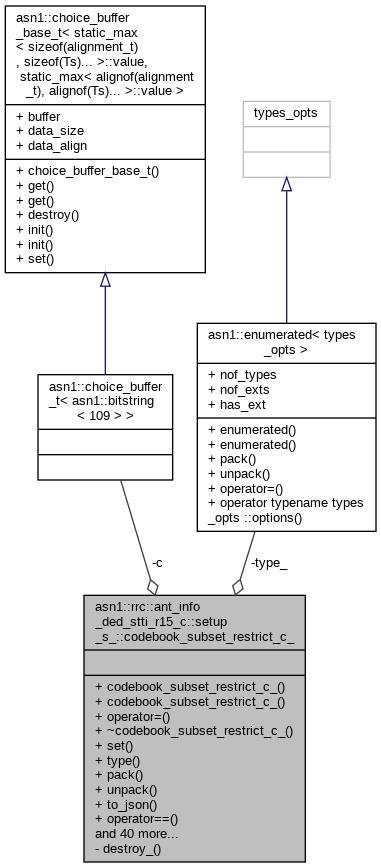 asn1::choice_buffer
_base_t< static_max
< sizeof(alignment_t)
, sizeof(Ts)... >::value,
static_max< alignof(alignment
_t), alignof(Ts)... >::value >
+ buffer
+ data_size
+ data_align
+ choice_buffer_base_t()
+ get()
+ get()
+ destroy()
+ init()
+ init()
+ set()
types_opts
asn1::enumerated< types
_opts >
+ nof_types
+ nof_exts
+ has_ext
+ enumerated()
+ enumerated()
+ pack()
+ unpack()
+ operator=()
+ operator typename types
_opts ::options()
asn1::choice_buffer
_t< asn1::bitstring
< 109 > >
-c
-type_
asn1::rrc::ant_info
_ded_stti_r15_c::setup
_s_::codebook_subset_restrict_c_
+ codebook_subset_restrict_c_()
+ codebook_subset_restrict_c_()
+ operator=()
+ ~codebook_subset_restrict_c_()
+ set()
+ type()
+ pack()
+ unpack()
+ to_json()
+ operator==()
and 40 more...
- destroy_()